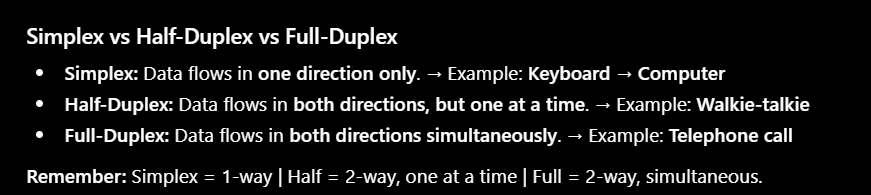 Simplex vs Half-Duplex vs Full-Duplex
• Simplex: Data flows in one direction only. → Example: Keyboard → Computer
• Half-Duplex: Data flows in both directions, but one at a time. → Example: Walkie-talkie
• Full-Duplex: Data flows in both directions simultaneously. → Example: Telephone call
Remember: Simplex = 1-way | Half = 2-way, one at a time | Full = 2-way, simultaneous.